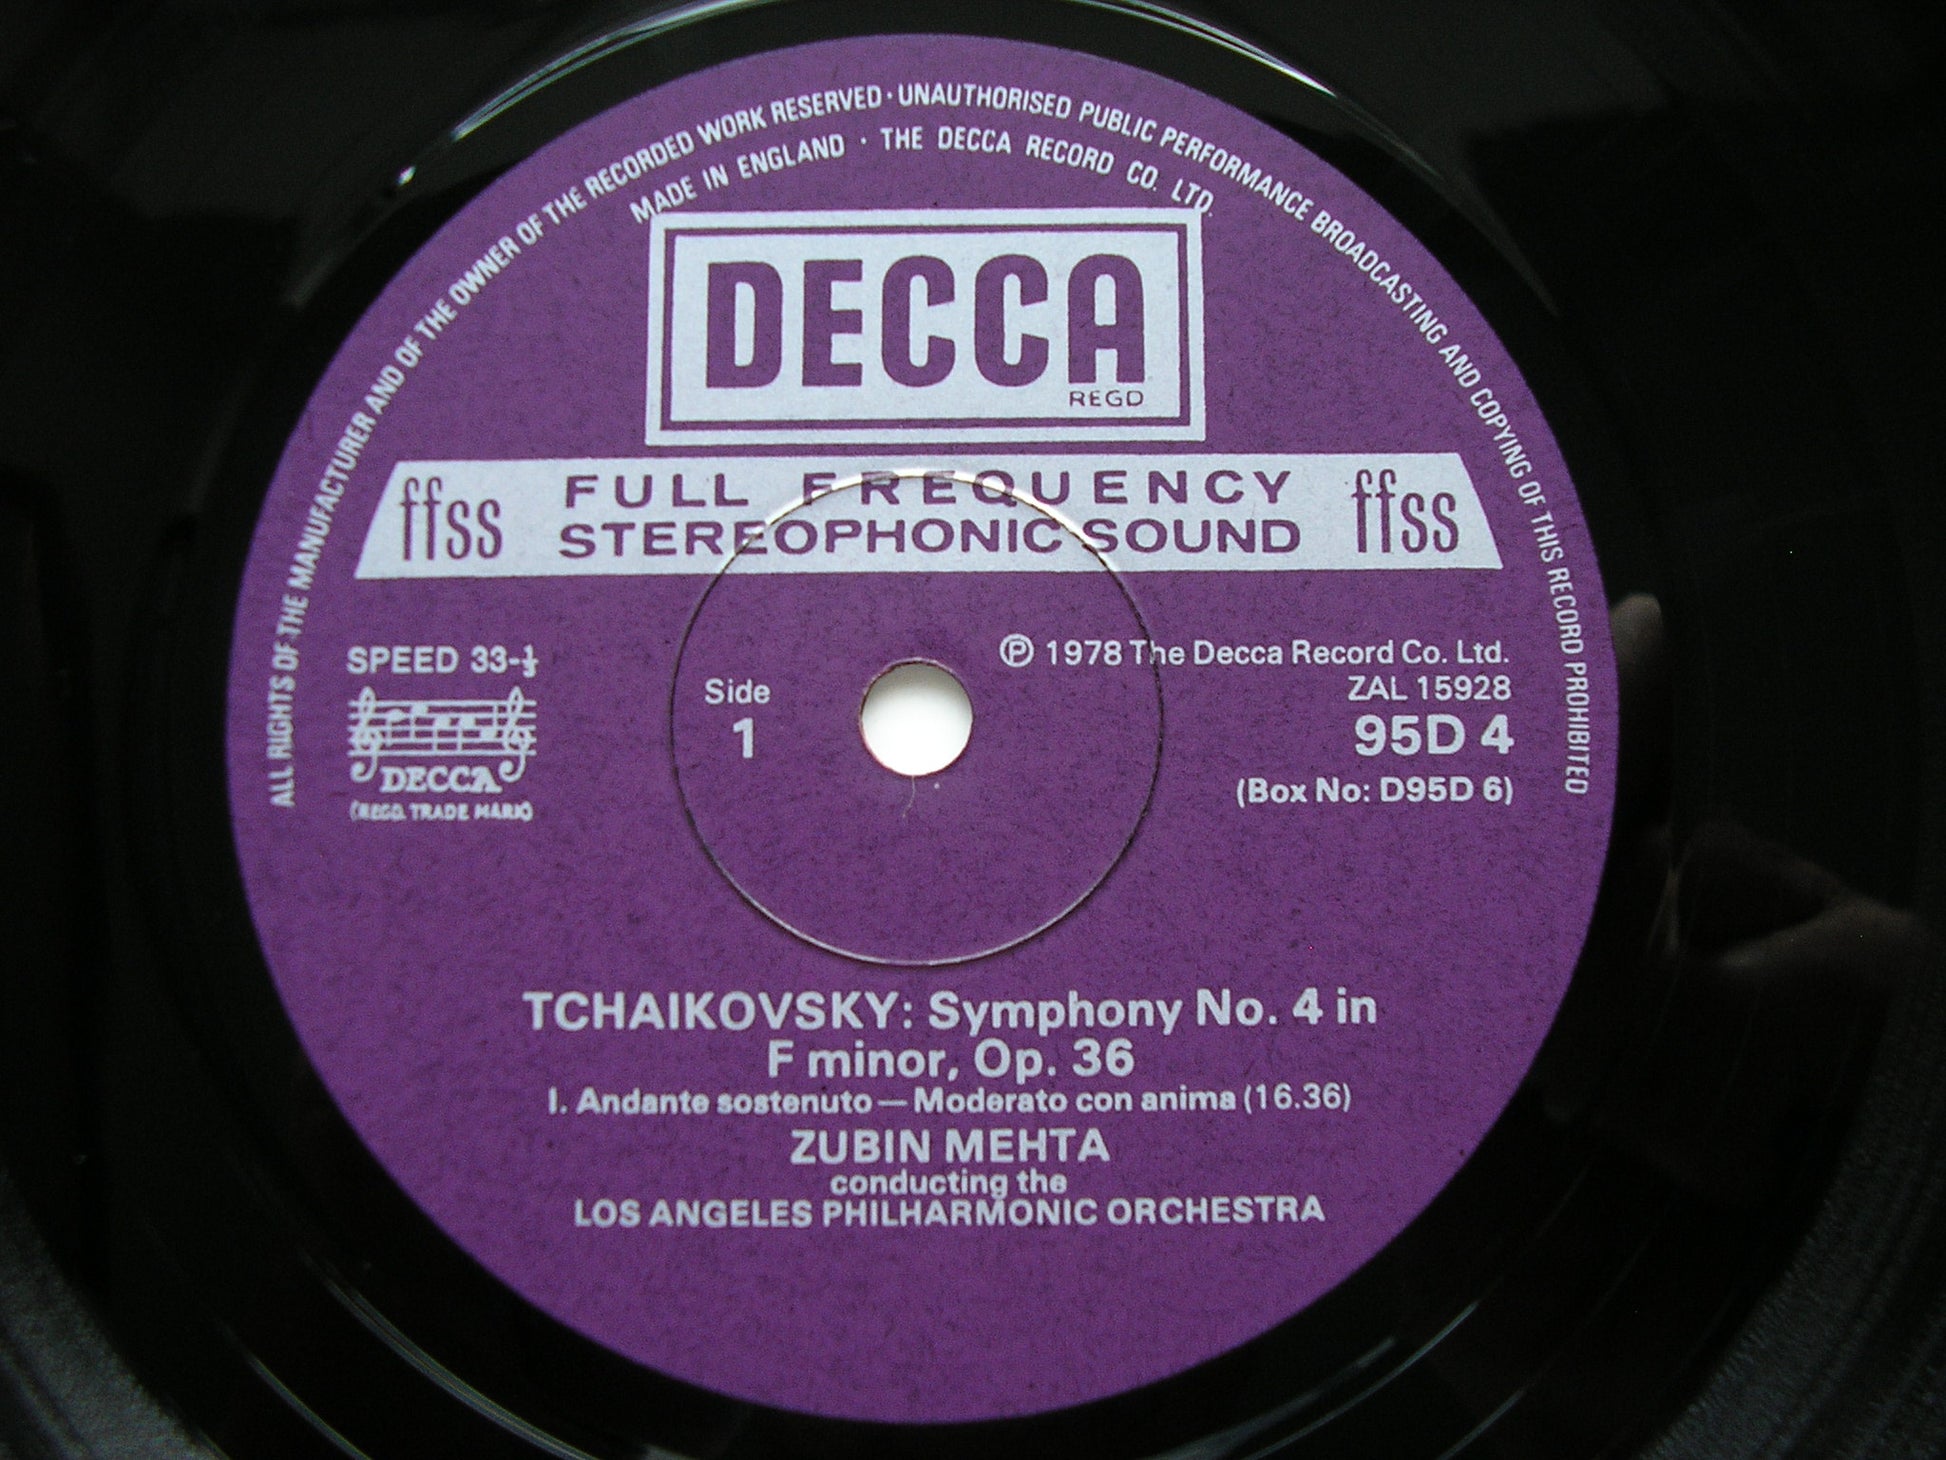 ALL RIGHTS OF THE MANUFACTURER AND OF THE OWNER OF THE RECORDED WORK RESERVED · UNAUTHORISED PUBLIC PERFORMANCE BROADCASTING AND COPYING OF THIS RECORD PROHIBITED
MADE IN ENGLAND · THE DECCA RECORD CO. LTD.
DECCA
REGD
ffss FULL FREQUENCY ffss
STEREOPHONIC SOUND
SPEED 33-⅓
DECCA
(REGD. TRADE MARK)
Side
1
Ⓟ 1978 The Decca Record Co. Ltd.
ZAL 15928
95D 4
(Box No: D95D 6)
TCHAIKOVSKY: Symphony No. 4 in
F minor, Op. 36
I. Andante sostenuto — Moderato con anima (16.36)
ZUBIN MEHTA
conducting the
LOS ANGELES PHILHARMONIC ORCHESTRA